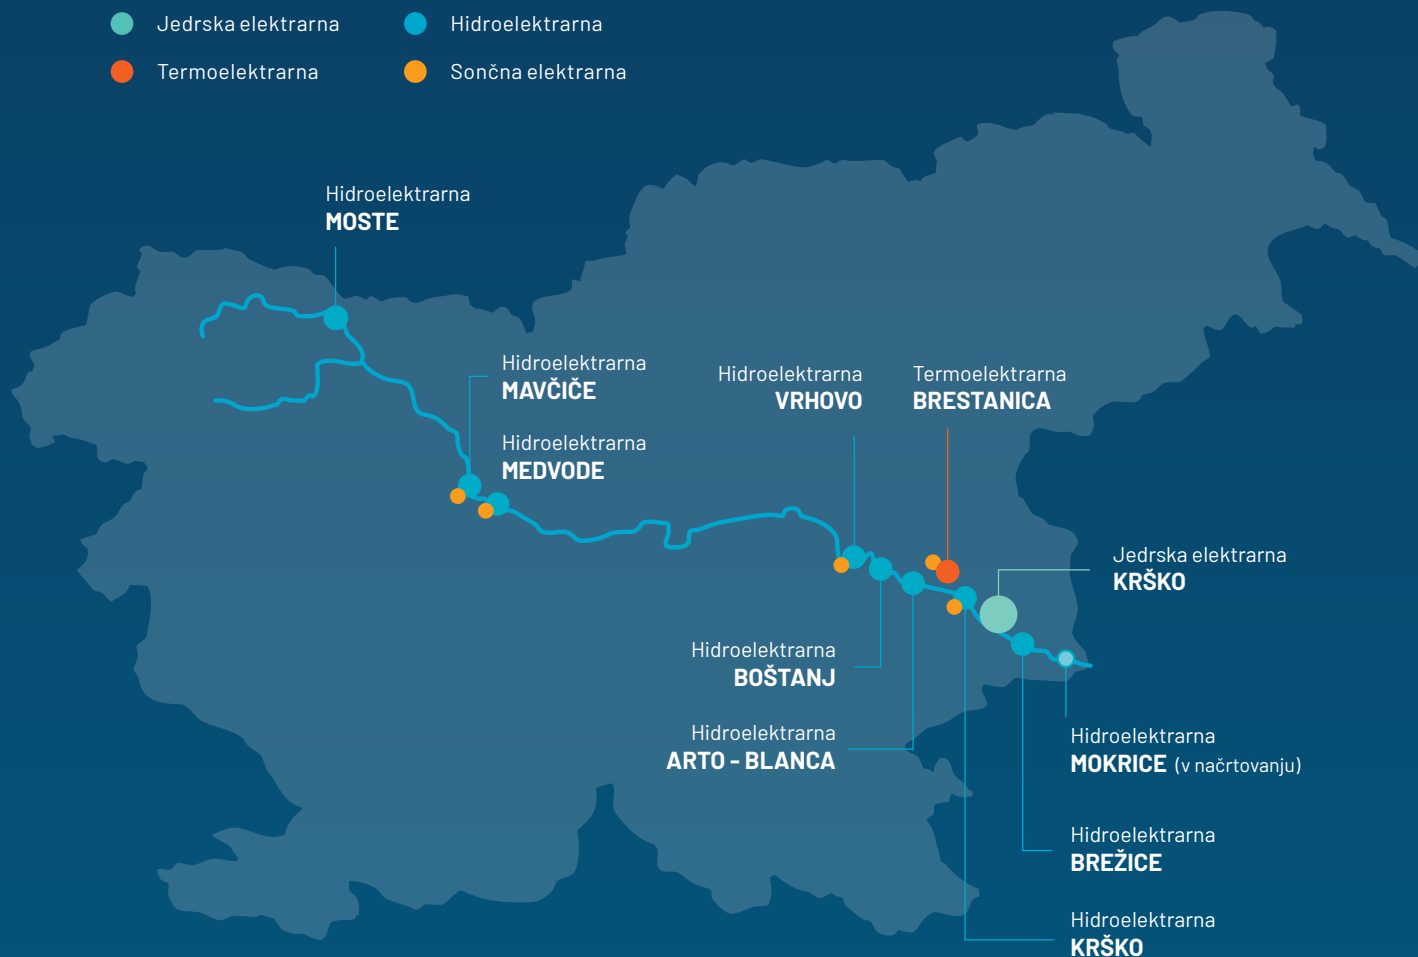 Jedrska elektrarna
Hidroelektrarna
Termoelektrarna
Sončna elektrarna
Hidroelektrarna
MOSTE
Hidroelektrarna
MAVČIČE
Hidroelektrarna
MEDVODE
Hidroelektrarna
VRHOVO
Termoelektrarna
BRESTANICA
Jedrska elektrarna
KRŠKO
Hidroelektrarna
BOŠTANJ
Hidroelektrarna
ARTO - BLANCA
Hidroelektrarna
MOKRICE (v načrtovanju)
Hidroelektrarna
BREŽICE
Hidroelektrarna
KRŠKO